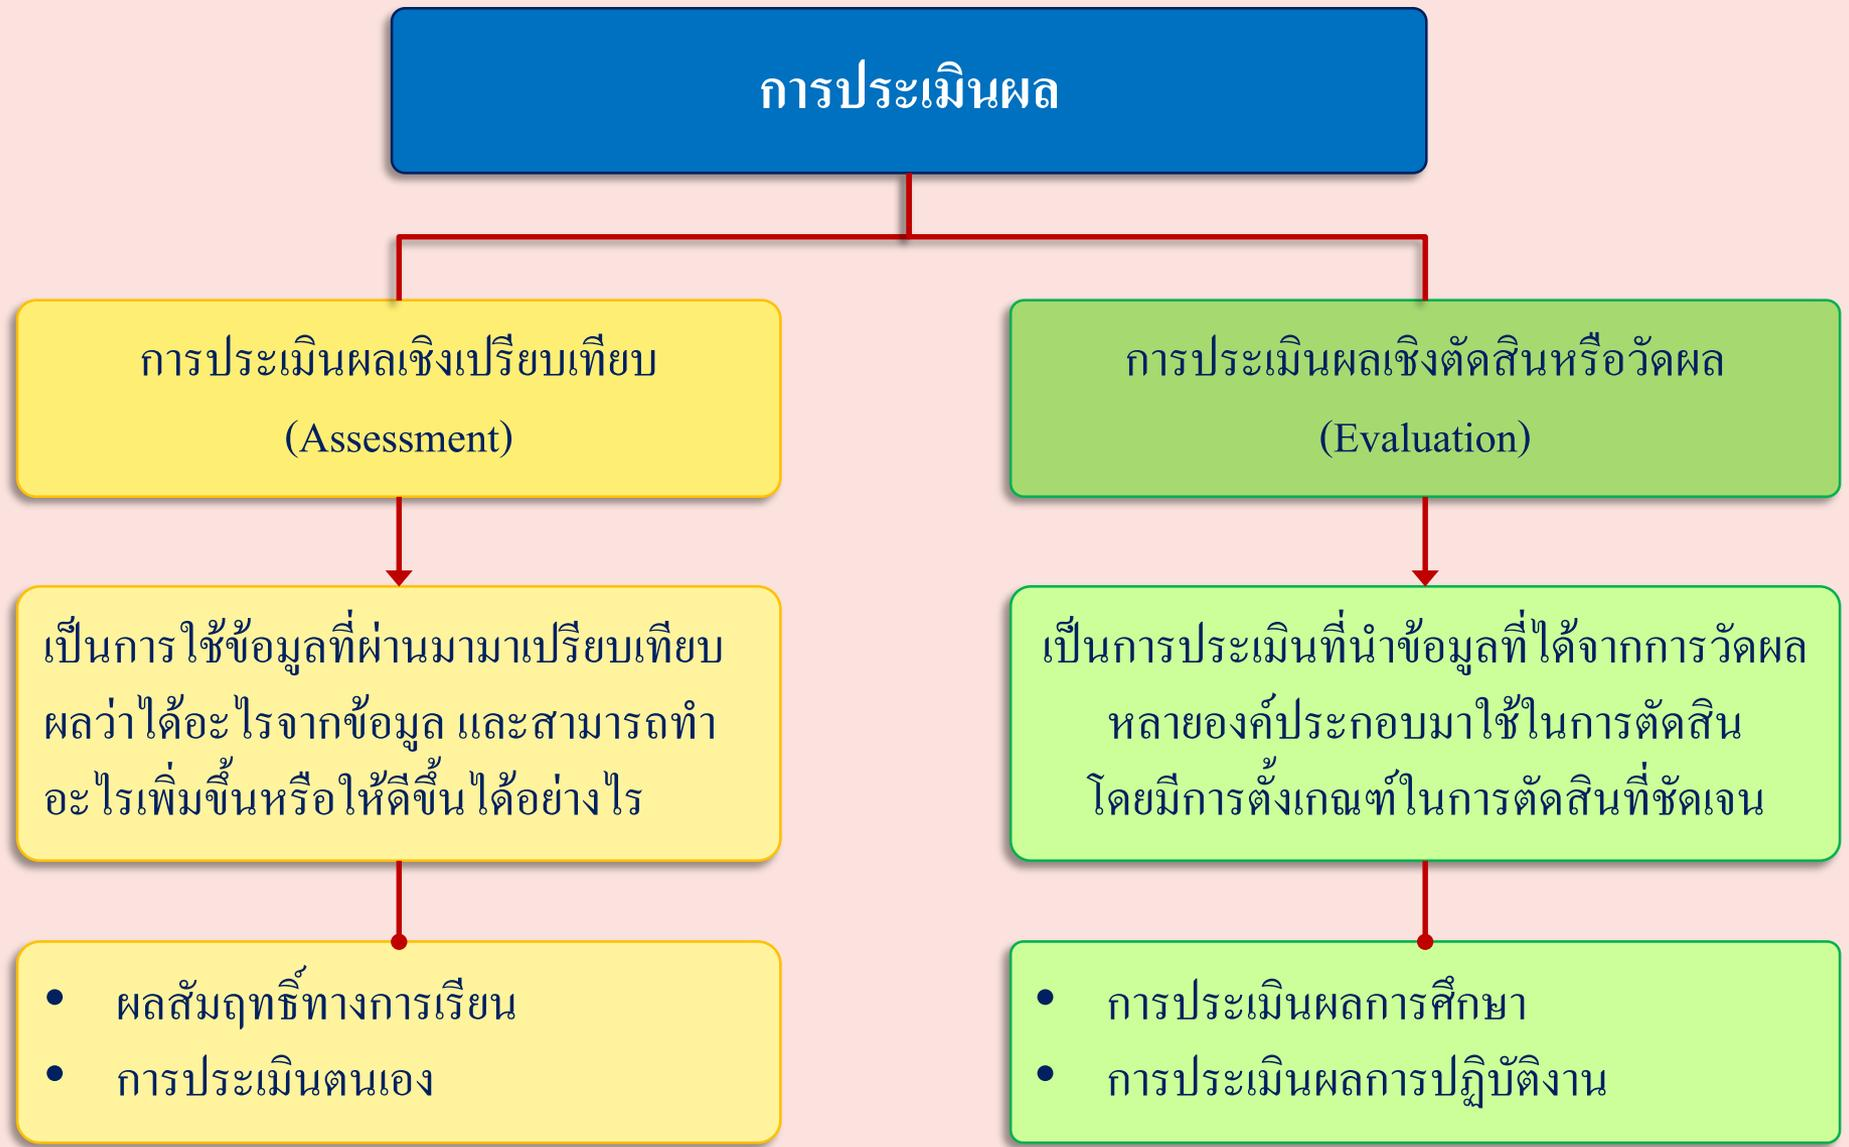 การประเมินผล
การประเมินผลเชิงเปรียบเทียบ
(Assessment)
เป็นการใช้ข้อมูลที่ผ่านมามาเปรียบเทียบ
ผลว่าได้อะไรจากข้อมูล และสามารถทำ
อะไรเพิ่มขึ้นหรือให้ดีขึ้นได้อย่างไร
• ผลสัมฤทธิ์ทางการเรียน
• การประเมินตนเอง
การประเมินผลเชิงตัดสินหรือวัดผล
(Evaluation)
เป็นการประเมินที่นำข้อมูลที่ได้จากการวัดผล
หลายองค์ประกอบมาใช้ในการตัดสิน
โดยมีการตั้งเกณฑ์ในการตัดสินที่ชัดเจน
• การประเมินผลการศึกษา
• การประเมินผลการปฏิบัติงาน